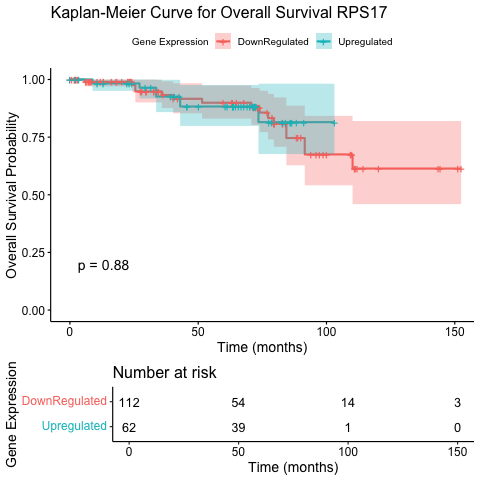 Kaplan-Meier Curve for Overall Survival RPS17
Gene Expression DownRegulated Upregulated
Overall Survival Probability
1.00
0.75
0.50
0.25
0.00
p = 0.88
0 50 100 150
Time (months)
Number at risk
Gene Expression
DownRegulated 112 54 14 3
Upregulated 62 39 1 0
0 50 100 150
Time (months)